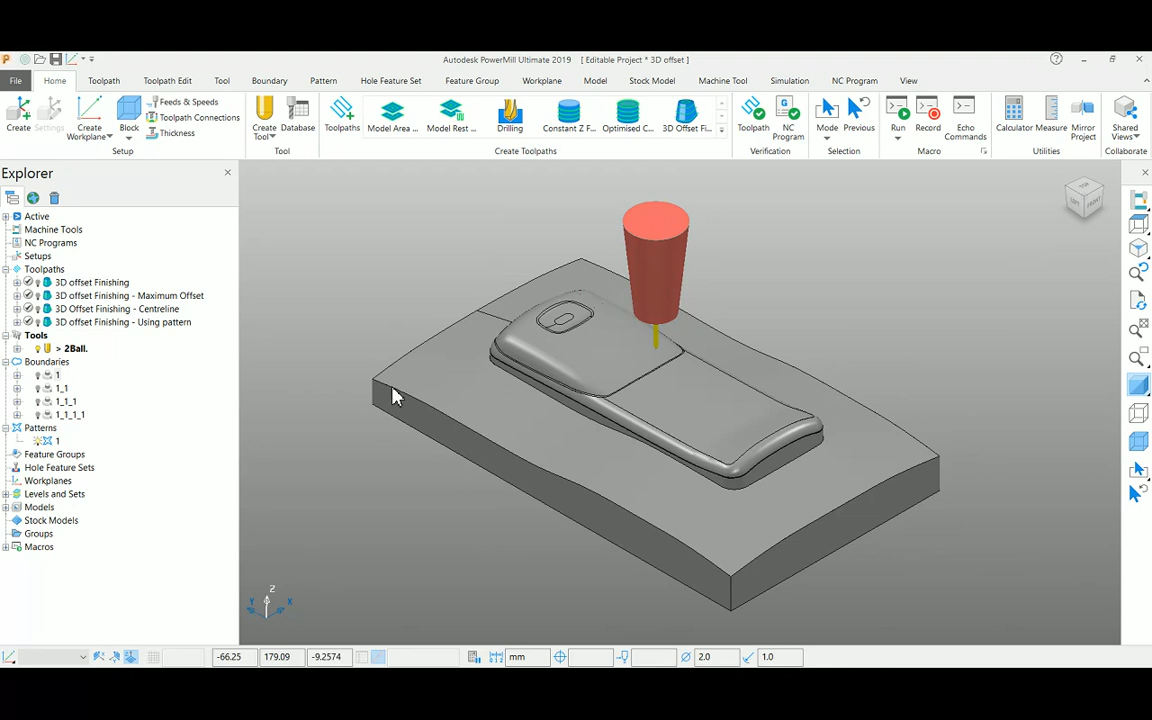 Autodesk PowerMill Ultimate 2019 [ Editable Project * 3D offset ]
File Home Toolpath Toolpath Edit Tool Boundary Pattern Hole Feature Set Feature Group Workplane Model Stock Model Machine Tool Simulation NC Program View
Create
Settings
Create Workplane
Block
Feeds & Speeds
Toolpath Connections
Thickness
Setup
Create Tool
Database
Tool
Toolpaths
Model Area ...
Model Rest ...
Drilling
Constant Z F...
Optimised C...
3D Offset Fi...
Create Toolpaths
Toolpath
NC Program
Verification
Mode
Previous
Selection
Run
Record
Echo Commands
Macro
Calculator
Measure
Mirror Project
Utilities
Shared Views
Collaborate
Explorer
Active
Machine Tools
NC Programs
Setups
Toolpaths
3D offset Finishing
3D offset Finishing - Maximum Offset
3D Offset Finishing - Centreline
3D offset Finishing - Using pattern
Tools
> 2Ball.
Boundaries
1
1_1
1_1_1
1_1_1_1
Patterns
1
Feature Groups
Hole Feature Sets
Workplanes
Levels and Sets
Models
Stock Models
Groups
Macros
TOP
LEFT
FRONT
Z
Y
X
-66.25 179.09 -9.2574 mm 2.0 1.0